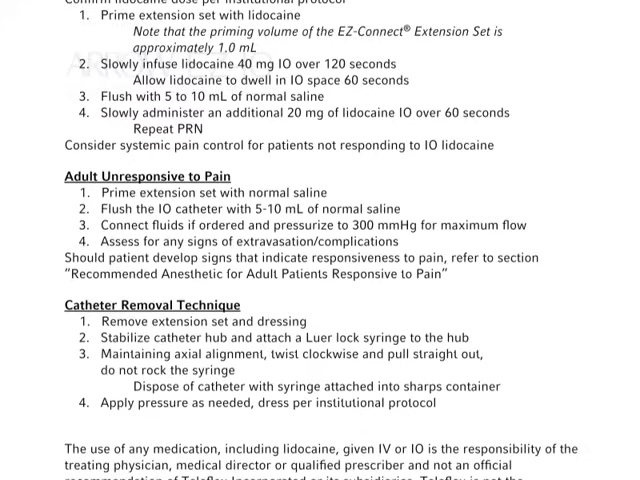 Confirm lidocaine dose per institutional protocol
1. Prime extension set with lidocaine
Note that the priming volume of the EZ-Connect® Extension Set is
approximately 1.0 mL
2. Slowly infuse lidocaine 40 mg IO over 120 seconds
Allow lidocaine to dwell in IO space 60 seconds
3. Flush with 5 to 10 mL of normal saline
4. Slowly administer an additional 20 mg of lidocaine IO over 60 seconds
Repeat PRN
Consider systemic pain control for patients not responding to IO lidocaine
Adult Unresponsive to Pain
1. Prime extension set with normal saline
2. Flush the IO catheter with 5-10 mL of normal saline
3. Connect fluids if ordered and pressurize to 300 mmHg for maximum flow
4. Assess for any signs of extravasation/complications
Should patient develop signs that indicate responsiveness to pain, refer to section
“Recommended Anesthetic for Adult Patients Responsive to Pain”
Catheter Removal Technique
1. Remove extension set and dressing
2. Stabilize catheter hub and attach a Luer lock syringe to the hub
3. Maintaining axial alignment, twist clockwise and pull straight out,
do not rock the syringe
Dispose of catheter with syringe attached into sharps container
4. Apply pressure as needed, dress per institutional protocol
The use of any medication, including lidocaine, given IV or IO is the responsibility of the
treating physician, medical director or qualified prescriber and not an official